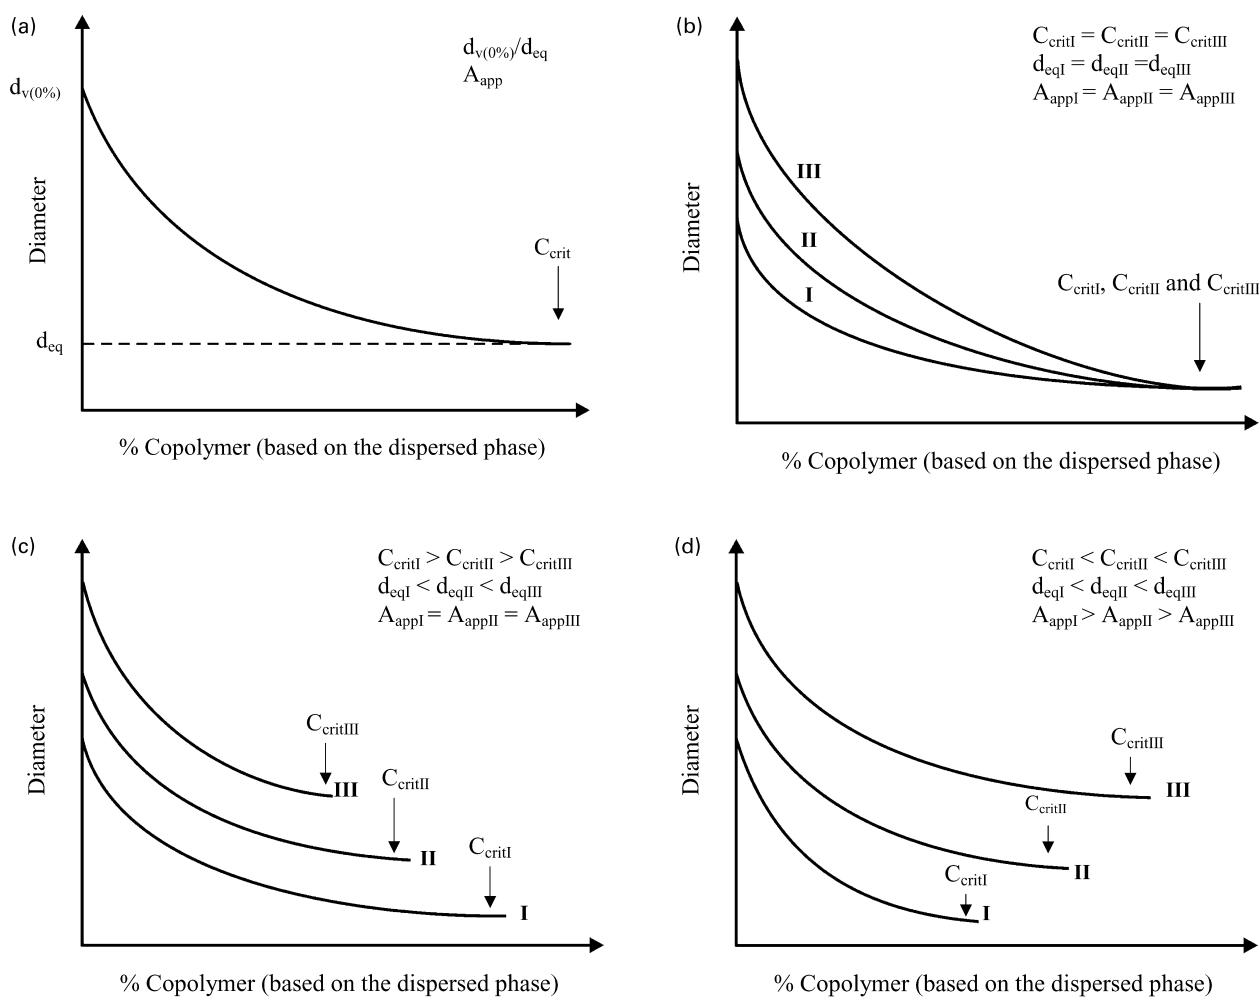 (a)
d_v(0%)/d_eq
A_app
d_v(0%)
Diameter
C_crit
d_eq
% Copolymer (based on the dispersed phase)
(b)
C_critI = C_critII = C_critIII
d_eqI = d_eqII =d_eqIII
A_appI = A_appII = A_appIII
III
II
I
Diameter
C_critI, C_critII and C_critIII
% Copolymer (based on the dispersed phase)
(c)
C_critI > C_critII > C_critIII
d_eqI < d_eqII < d_eqIII
A_appI = A_appII = A_appIII
Diameter
C_critIII
III
C_critII
II
C_critI
I
% Copolymer (based on the dispersed phase)
(d)
C_critI < C_critII < C_critIII
d_eqI < d_eqII < d_eqIII
A_appI > A_appII > A_appIII
Diameter
C_critIII
III
C_critII
II
C_critI
I
% Copolymer (based on the dispersed phase)